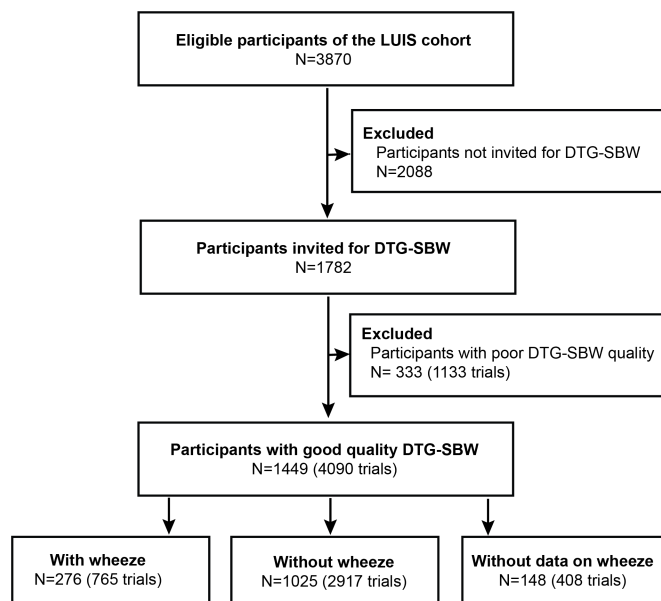 Eligible participants of the LUIS cohort
N=3870
Excluded
Participants not invited for DTG-SBW
N=2088
Participants invited for DTG-SBW
N=1782
Excluded
Participants with poor DTG-SBW quality
N= 333 (1133 trials)
Participants with good quality DTG-SBW
N=1449 (4090 trials)
With wheeze
N=276 (765 trials)
Without wheeze
N=1025 (2917 trials)
Without data on wheeze
N=148 (408 trials)